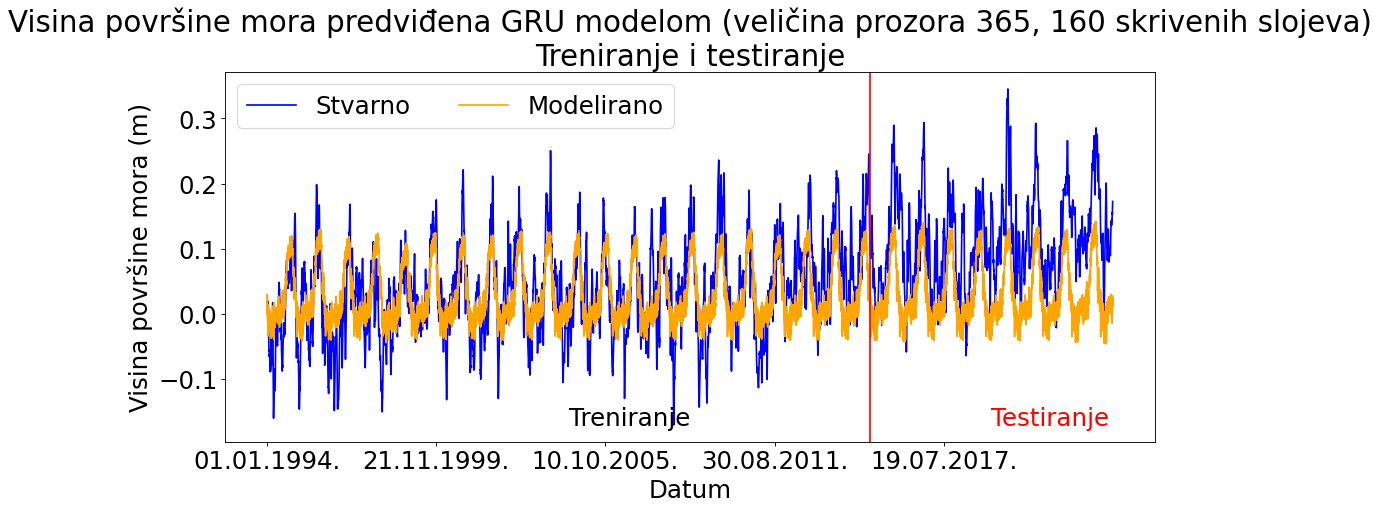 Visina površine mora predviđena GRU modelom (veličina prozora 365, 160 skrivenih slojeva)
Treniranje i testiranje
Stvarno
Modelirano
Visina površine mora (m)
0.3
0.2
0.1
0.0
−0.1
Treniranje
Testiranje
01.01.1994.
21.11.1999.
10.10.2005.
30.08.2011.
19.07.2017.
Datum